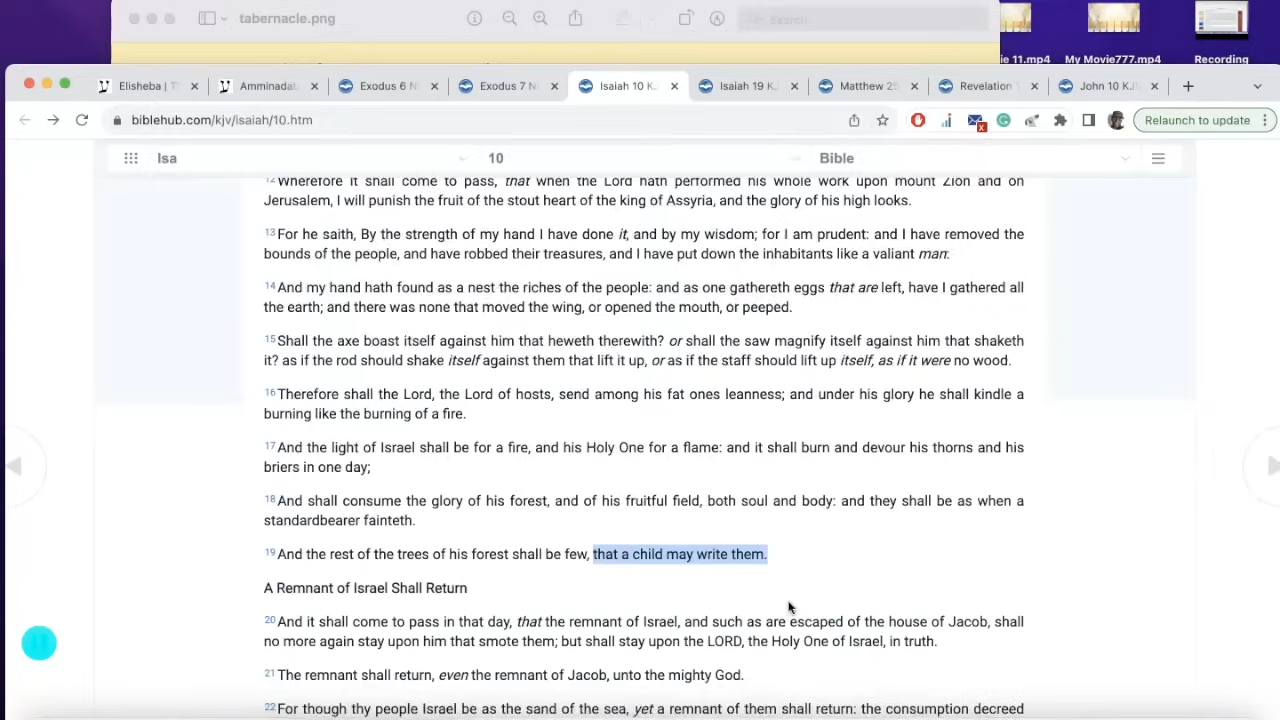 tabernacle.png
Search
ie 11.mp4
My Movie777.mp4
Recording
Elisheba | T
Amminadab
Exodus 6 N
Exodus 7 N
Isaiah 10 K
Isaiah 19 K
Matthew 25
Revelation
John 10 KJ
biblehub.com/kjv/isaiah/10.htm
Relaunch to update
Isa
10
Bible
12 Wherefore it shall come to pass, that when the Lord hath performed his whole work upon mount Zion and on
Jerusalem, I will punish the fruit of the stout heart of the king of Assyria, and the glory of his high looks.
13 For he saith, By the strength of my hand I have done it, and by my wisdom; for I am prudent: and I have removed the
bounds of the people, and have robbed their treasures, and I have put down the inhabitants like a valiant man:
14 And my hand hath found as a nest the riches of the people: and as one gathereth eggs that are left, have I gathered all
the earth; and there was none that moved the wing, or opened the mouth, or peeped.
15 Shall the axe boast itself against him that heweth therewith? or shall the saw magnify itself against him that shaketh
it? as if the rod should shake itself against them that lift it up, or as if the staff should lift up itself, as if it were no wood.
16 Therefore shall the Lord, the Lord of hosts, send among his fat ones leanness; and under his glory he shall kindle a
burning like the burning of a fire.
17 And the light of Israel shall be for a fire, and his Holy One for a flame: and it shall burn and devour his thorns and his
briers in one day;
18 And shall consume the glory of his forest, and of his fruitful field, both soul and body: and they shall be as when a
standardbearer fainteth.
19 And the rest of the trees of his forest shall be few, that a child may write them.
A Remnant of Israel Shall Return
20 And it shall come to pass in that day, that the remnant of Israel, and such as are escaped of the house of Jacob, shall
no more again stay upon him that smote them; but shall stay upon the LORD, the Holy One of Israel, in truth.
21 The remnant shall return, even the remnant of Jacob, unto the mighty God.
22 For though thy people Israel be as the sand of the sea, yet a remnant of them shall return: the consumption decreed